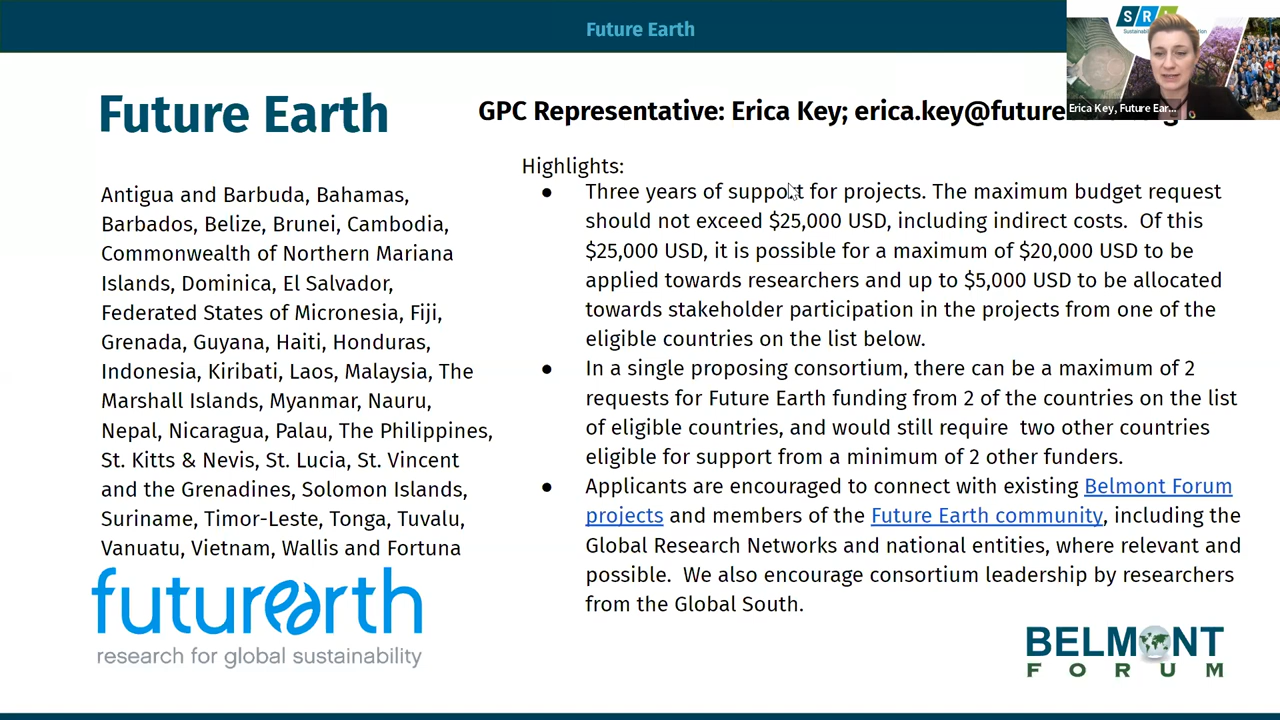 Future Earth
SRI
Erica Key, Future Ear...
Future Earth
GPC Representative: Erica Key; erica.key@future
Antigua and Barbuda, Bahamas,
Barbados, Belize, Brunei, Cambodia,
Commonwealth of Northern Mariana
Islands, Dominica, El Salvador,
Federated States of Micronesia, Fiji,
Grenada, Guyana, Haiti, Honduras,
Indonesia, Kiribati, Laos, Malaysia, The
Marshall Islands, Myanmar, Nauru,
Nepal, Nicaragua, Palau, The Philippines,
St. Kitts & Nevis, St. Lucia, St. Vincent
and the Grenadines, Solomon Islands,
Suriname, Timor-Leste, Tonga, Tuvalu,
Vanuatu, Vietnam, Wallis and Fortuna
futurearth
research for global sustainability
Highlights:
● Three years of support for projects. The maximum budget request
should not exceed $25,000 USD, including indirect costs. Of this
$25,000 USD, it is possible for a maximum of $20,000 USD to be
applied towards researchers and up to $5,000 USD to be allocated
towards stakeholder participation in the projects from one of the
eligible countries on the list below.
● In a single proposing consortium, there can be a maximum of 2
requests for Future Earth funding from 2 of the countries on the list
of eligible countries, and would still require two other countries
eligible for support from a minimum of 2 other funders.
● Applicants are encouraged to connect with existing Belmont Forum
projects and members of the Future Earth community, including the
Global Research Networks and national entities, where relevant and
possible. We also encourage consortium leadership by researchers
from the Global South.
BELMONT
FORUM